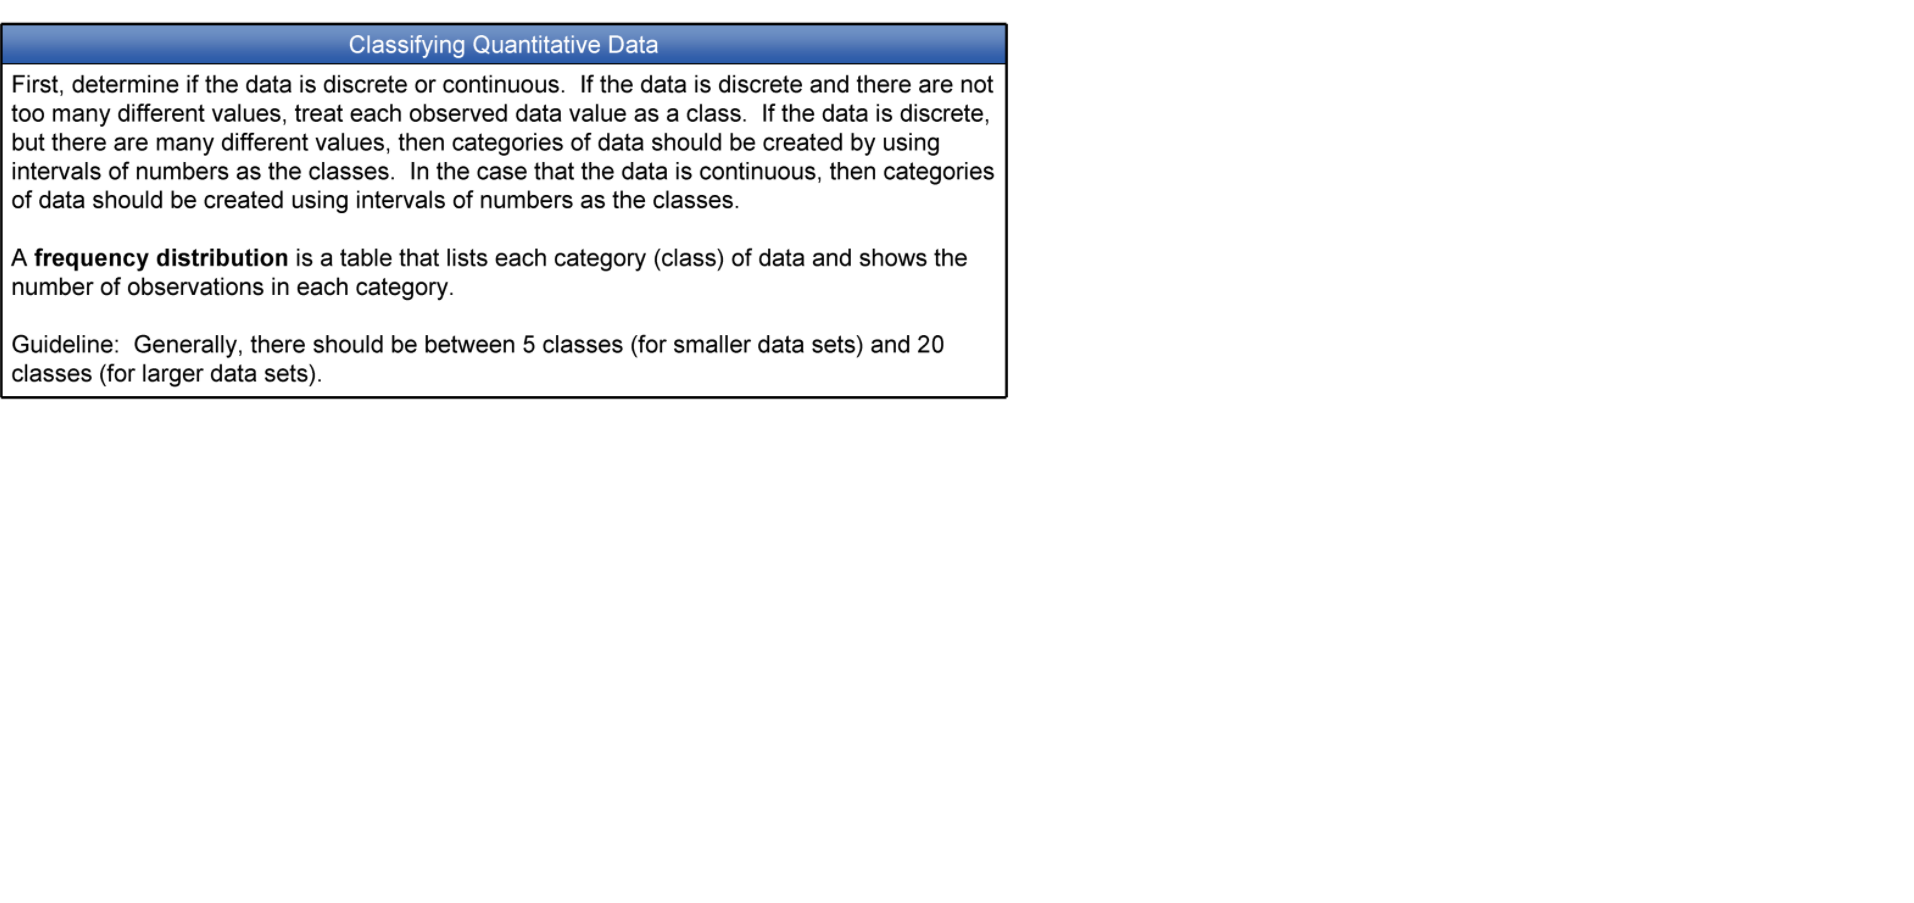 Classifying Quantitative Data
First, determine if the data is discrete or continuous.  If the data is discrete and there are not
too many different values, treat each observed data value as a class.  If the data is discrete,
but there are many different values, then categories of data should be created by using
intervals of numbers as the classes.  In the case that the data is continuous, then categories
of data should be created using intervals of numbers as the classes.
A frequency distribution is a table that lists each category (class) of data and shows the
number of observations in each category.
Guideline:  Generally, there should be between 5 classes (for smaller data sets) and 20
classes (for larger data sets).